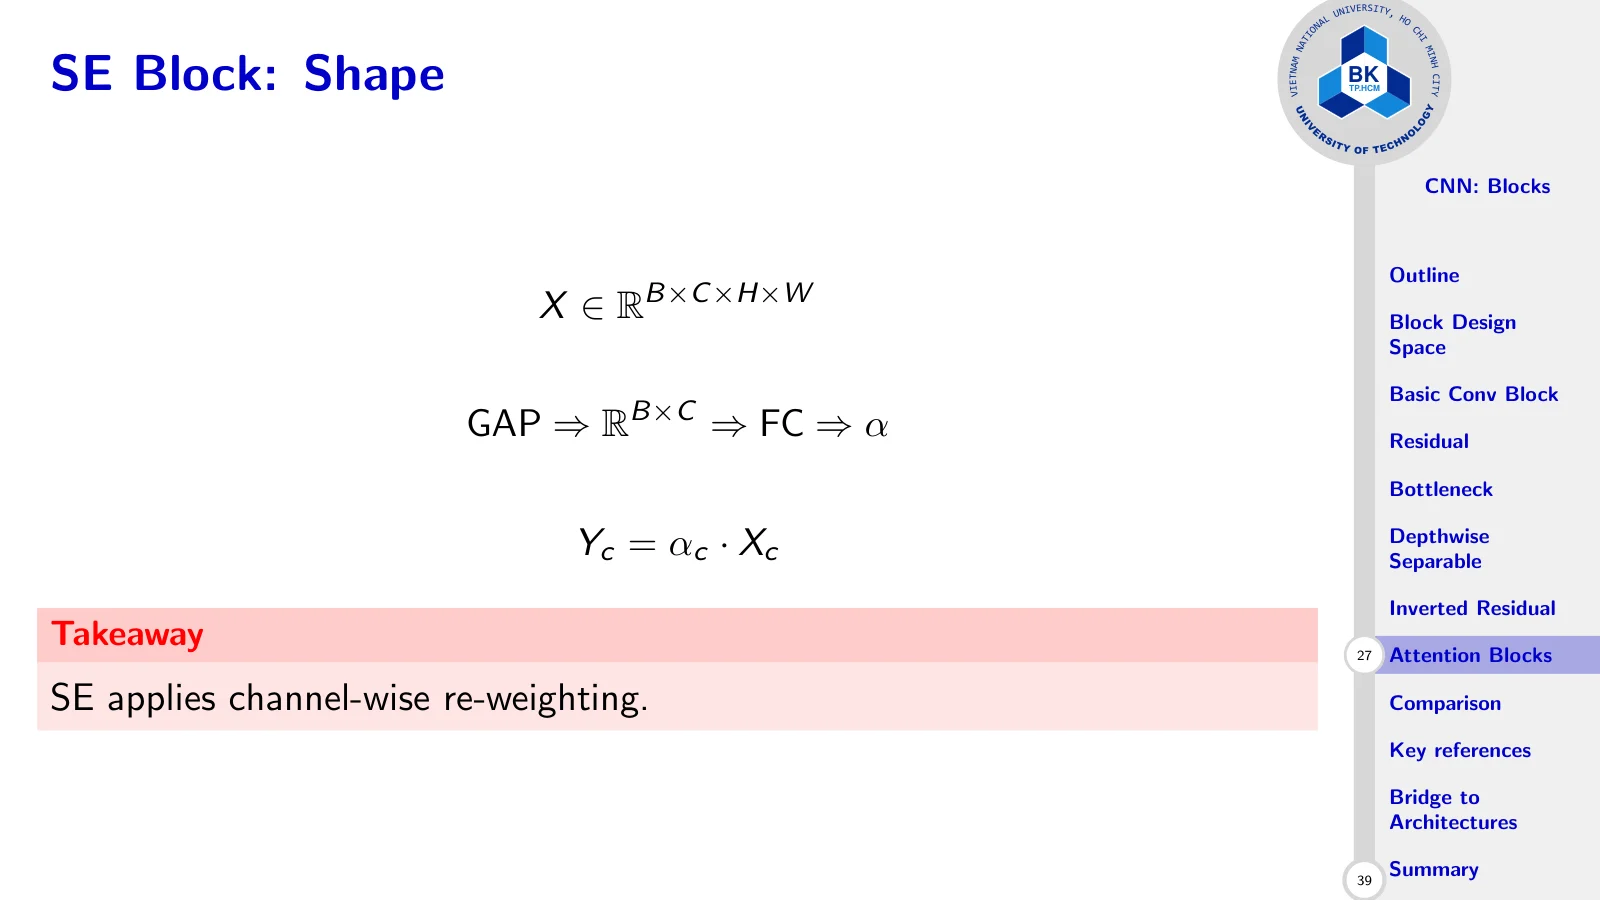 SE Block: Shape
X ∈ ℝ^{B×C×H×W}
GAP ⇒ ℝ^{B×C} ⇒ FC ⇒ α
Y_c = α_c · X_c
Takeaway
SE applies channel-wise re-weighting.
VIETNAM NATIONAL UNIVERSITY, HO CHI MINH CITY
BK
TP.HCM
UNIVERSITY OF TECHNOLOGY
CNN: Blocks
Outline
Block Design
Space
Basic Conv Block
Residual
Bottleneck
Depthwise
Separable
Inverted Residual
27 Attention Blocks
Comparison
Key references
Bridge to
Architectures
Summary
39